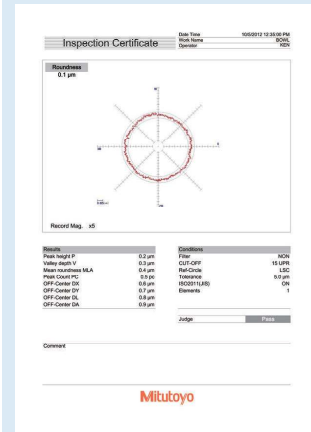 Inspection Certificate
Date Time 10/5/2012 12:35:00 PM
Work Name BOWL
Operator KEN
Roundness
0.1 µm
Record Mag. x5
Results
Peak height P 0.2 µm
Valley depth V 0.3 µm
Mean roundness MLA 0.4 µm
Peak Count PC 0.5 pc
OFF-Center DX 0.6 µm
OFF-Center DY 0.7 µm
OFF-Center DL 0.8 µm
OFF-Center DA 0.9 µm
Conditions
Filter NON
CUT-OFF 15 UPR
Ref-Circle LSC
Tolerance 5.0 µm
ISO2011(JIS) ON
Elements 1
Judge Pass
Comment
Mitutoyo